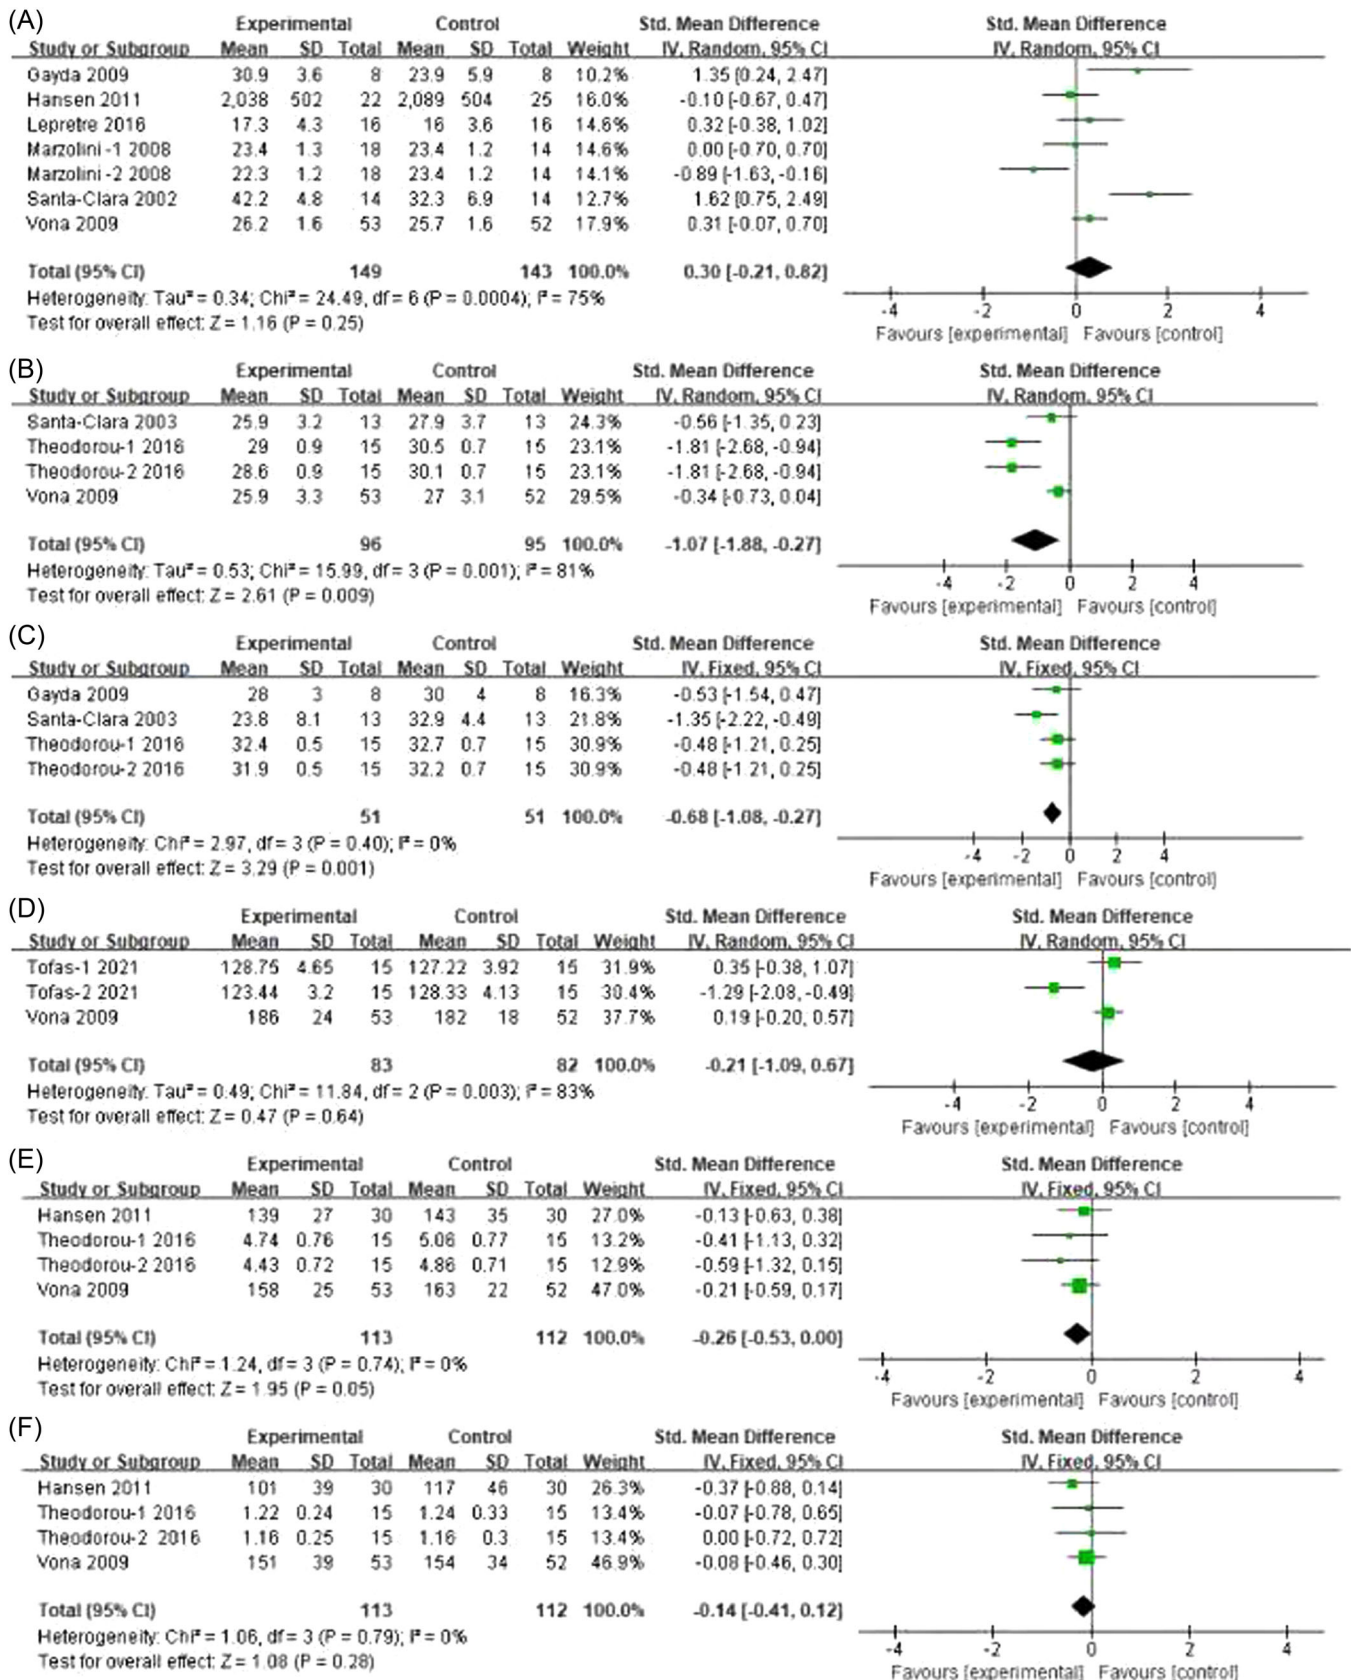 (A) Experimental Control Std. Mean Difference Std. Mean Difference
Study or Subgroup Mean SD Total Mean SD Total Weight IV, Random, 95% CI IV, Random, 95% CI
Gayda 2009 30.9 3.6 8 23.9 5.9 8 10.2% 1.35 [0.24, 2.47]
Hansen 2011 2,038 502 22 2,089 504 25 16.0% -0.10 [-0.67, 0.47]
Lepretre 2016 17.3 4.3 16 16 3.6 16 14.6% 0.32 [-0.38, 1.02]
Marzolini -1 2008 23.4 1.3 18 23.4 1.2 14 14.6% 0.00 [-0.70, 0.70]
Marzolini -2 2008 22.3 1.2 18 23.4 1.2 14 14.1% -0.89 [-1.63, -0.16]
Santa-Clara 2002 42.2 4.8 14 32.3 6.9 14 12.7% 1.62 [0.75, 2.49]
Vona 2009 26.2 1.6 53 25.7 1.6 52 17.9% 0.31 [-0.07, 0.70]
Total (95% CI) 149 143 100.0% 0.30 [-0.21, 0.82]
Heterogeneity: Tau² = 0.34; Chi² = 24.49, df = 6 (P = 0.0004); I² = 75%
Test for overall effect: Z = 1.16 (P = 0.25)
-4 -2 0 2 4
Favours [experimental] Favours [control]
(B) Experimental Control Std. Mean Difference Std. Mean Difference
Study or Subgroup Mean SD Total Mean SD Total Weight IV, Random, 95% CI IV, Random, 95% CI
Santa-Clara 2003 25.9 3.2 13 27.9 3.7 13 24.3% -0.56 [-1.35, 0.23]
Theodorou-1 2016 29 0.9 15 30.5 0.7 15 23.1% -1.81 [-2.68, -0.94]
Theodorou-2 2016 28.6 0.9 15 30.1 0.7 15 23.1% -1.81 [-2.68, -0.94]
Vona 2009 25.9 3.3 53 27 3.1 52 29.5% -0.34 [-0.73, 0.04]
Total (95% CI) 96 95 100.0% -1.07 [-1.88, -0.27]
Heterogeneity: Tau² = 0.53; Chi² = 15.99, df = 3 (P = 0.001); I² = 81%
Test for overall effect: Z = 2.61 (P = 0.009)
-4 -2 0 2 4
Favours [experimental] Favours [control]
(C) Experimental Control Std. Mean Difference Std. Mean Difference
Study or Subgroup Mean SD Total Mean SD Total Weight IV, Fixed, 95% CI IV, Fixed, 95% CI
Gayda 2009 28 3 8 30 4 8 16.3% -0.53 [-1.54, 0.47]
Santa-Clara 2003 23.8 8.1 13 32.9 4.4 13 21.8% -1.35 [-2.22, -0.49]
Theodorou-1 2016 32.4 0.5 15 32.7 0.7 15 30.9% -0.48 [-1.21, 0.25]
Theodorou-2 2016 31.9 0.5 15 32.2 0.7 15 30.9% -0.48 [-1.21, 0.25]
Total (95% CI) 51 51 100.0% -0.68 [-1.08, -0.27]
Heterogeneity: Chi² = 2.97, df = 3 (P = 0.40); I² = 0%
Test for overall effect: Z = 3.29 (P = 0.001)
-4 -2 0 2 4
Favours [experimental] Favours [control]
(D) Experimental Control Std. Mean Difference Std. Mean Difference
Study or Subgroup Mean SD Total Mean SD Total Weight IV, Random, 95% CI IV, Random, 95% CI
Tofas-1 2021 128.75 4.65 15 127.22 3.92 15 31.9% 0.35 [-0.38, 1.07]
Tofas-2 2021 123.44 3.2 15 128.33 4.13 15 30.4% -1.29 [-2.08, -0.49]
Vona 2009 186 24 53 182 18 52 37.7% 0.19 [-0.20, 0.57]
Total (95% CI) 83 82 100.0% -0.21 [-1.09, 0.67]
Heterogeneity: Tau² = 0.49; Chi² = 11.84, df = 2 (P = 0.003); I² = 83%
Test for overall effect: Z = 0.47 (P = 0.64)
-4 -2 0 2 4
Favours [experimental] Favours [control]
(E) Experimental Control Std. Mean Difference Std. Mean Difference
Study or Subgroup Mean SD Total Mean SD Total Weight IV, Fixed, 95% CI IV, Fixed, 95% CI
Hansen 2011 139 27 30 143 35 30 27.0% -0.13 [-0.63, 0.38]
Theodorou-1 2016 4.74 0.76 15 5.06 0.77 15 13.2% -0.41 [-1.13, 0.32]
Theodorou-2 2016 4.43 0.72 15 4.86 0.71 15 12.9% -0.59 [-1.32, 0.15]
Vona 2009 158 25 53 163 22 52 47.0% -0.21 [-0.59, 0.17]
Total (95% CI) 113 112 100.0% -0.26 [-0.53, 0.00]
Heterogeneity: Chi² = 1.24, df = 3 (P = 0.74); I² = 0%
Test for overall effect: Z = 1.95 (P = 0.05)
-4 -2 0 2 4
Favours [experimental] Favours [control]
(F) Experimental Control Std. Mean Difference Std. Mean Difference
Study or Subgroup Mean SD Total Mean SD Total Weight IV, Fixed, 95% CI IV, Fixed, 95% CI
Hansen 2011 101 39 30 117 46 30 26.3% -0.37 [-0.88, 0.14]
Theodorou-1 2016 1.22 0.24 15 1.24 0.33 15 13.4% -0.07 [-0.78, 0.65]
Theodorou-2 2016 1.16 0.25 15 1.16 0.3 15 13.4% 0.00 [-0.72, 0.72]
Vona 2009 151 39 53 154 34 52 46.9% -0.08 [-0.46, 0.30]
Total (95% CI) 113 112 100.0% -0.14 [-0.41, 0.12]
Heterogeneity: Chi² = 1.06, df = 3 (P = 0.79); I² = 0%
Test for overall effect: Z = 1.08 (P = 0.28)
-4 -2 0 2 4
Favours [experimental] Favours [control]